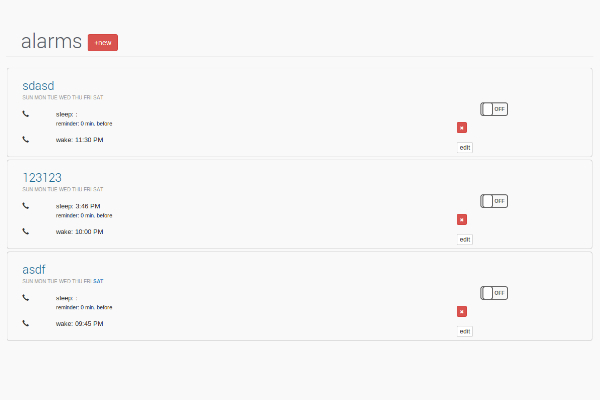 alarms +new
sdasd
SUN MON TUE WED THU FRI SAT
sleep: : OFF
reminder: 0 min. before
wake: 11:30 PM
edit
123123
SUN MON TUE WED THU FRI SAT
sleep: 3:46 PM OFF
reminder: 0 min. before
wake: 10:00 PM
edit
asdf
SUN MON TUE WED THU FRI SAT
sleep: : OFF
reminder: 0 min. before
wake: 09:45 PM
edit